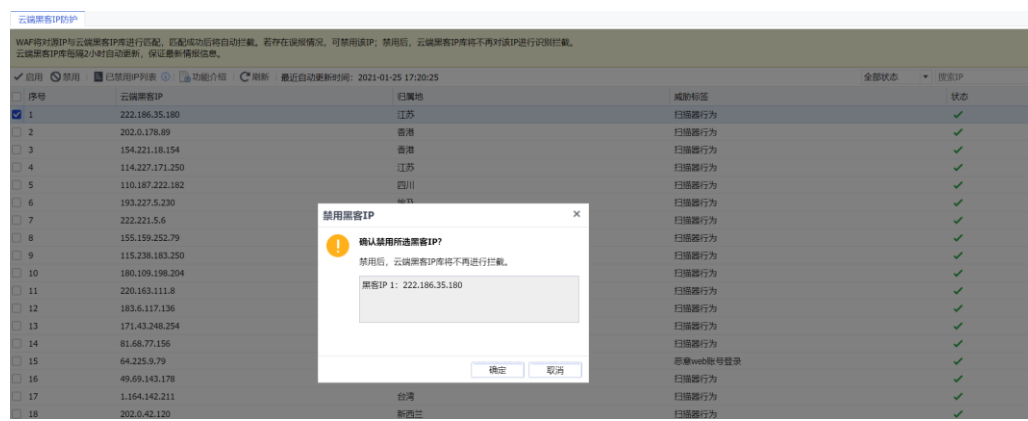 云端黑客IP防护
WAF将对源IP与云端黑客IP库进行匹配，匹配成功后将自动拦截。若存在误报情况，可禁用该IP；禁用后，云端黑客IP库将不再对该IP进行识别拦截。
云端黑客IP库每隔2小时自动更新，保证最新情报信息。
启用 禁用 已禁用IP列表 功能介绍 刷新 最近自动更新时间：2021-01-25 17:20:25 全部状态 搜索IP
序号 云端黑客IP 归属地 威胁标签 状态
1 222.186.35.180 江苏 扫描器行为
2 202.0.178.89 香港 扫描器行为
3 154.221.18.154 香港 扫描器行为
4 114.227.171.250 江苏 扫描器行为
5 110.187.222.182 四川 扫描器行为
6 193.227.5.230 埃及 扫描器行为
7 222.221.5.6 扫描器行为
8 155.159.252.79 扫描器行为
9 115.238.183.250 扫描器行为
10 180.109.198.204 扫描器行为
11 220.163.111.8 扫描器行为
12 183.6.117.136 扫描器行为
13 171.43.248.254 扫描器行为
14 81.68.77.156 扫描器行为
15 64.225.9.79 恶意web账号登录
16 49.69.143.178 扫描器行为
17 1.164.142.211 台湾 扫描器行为
18 202.0.42.120 新西兰 扫描器行为
禁用黑客IP
确认禁用所选黑客IP?
禁用后，云端黑客IP库将不再进行拦截。
黑客IP 1：222.186.35.180
确定 取消